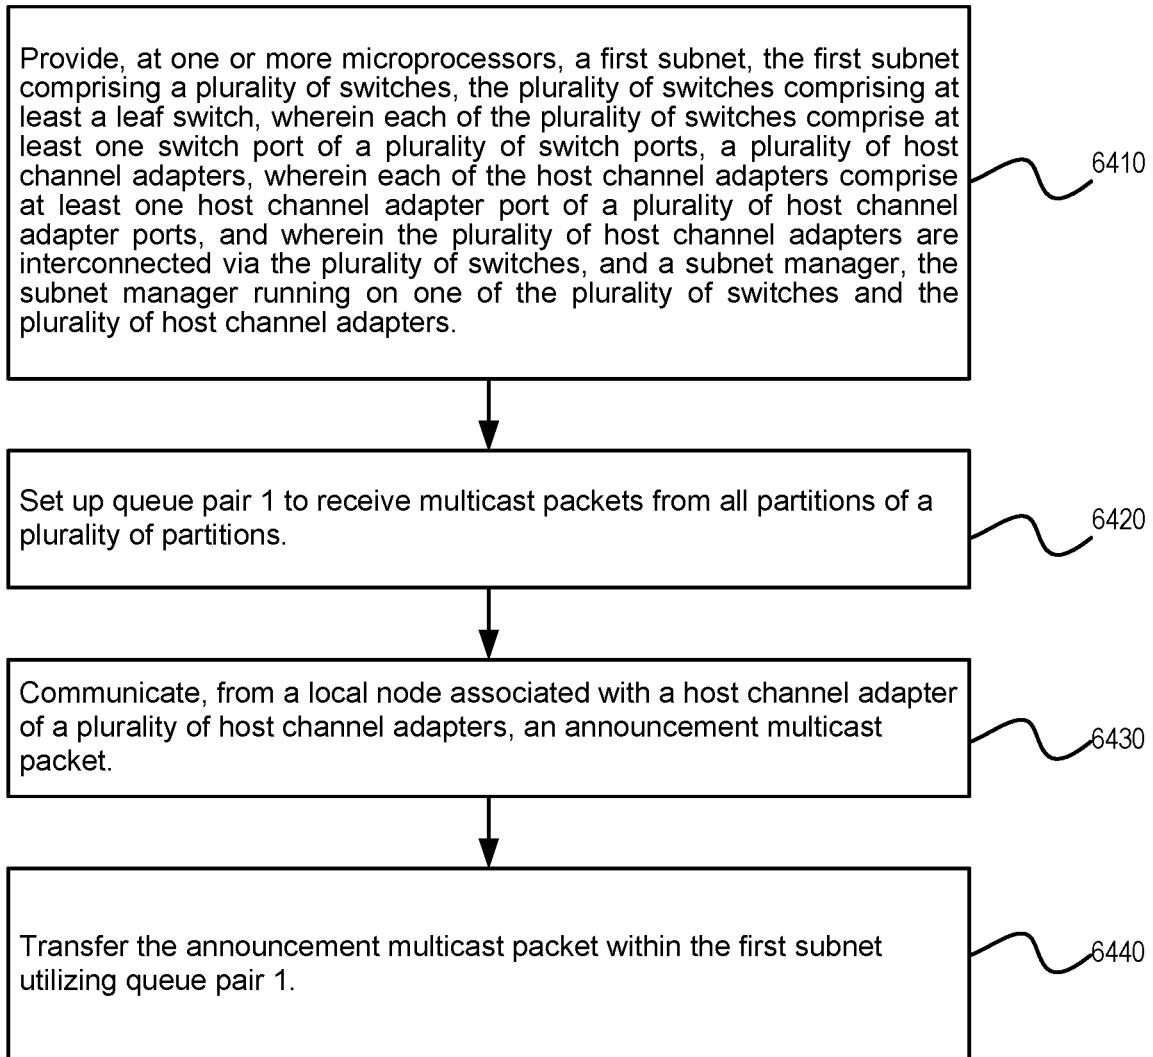 Provide, at one or more microprocessors, a first subnet, the first subnet
comprising a plurality of switches, the plurality of switches comprising at
least a leaf switch, wherein each of the plurality of switches comprise at
least one switch port of a plurality of switch ports, a plurality of host
channel adapters, wherein each of the host channel adapters comprise
at least one host channel adapter port of a plurality of host channel
adapter ports, and wherein the plurality of host channel adapters are
interconnected via the plurality of switches, and a subnet manager, the
subnet manager running on one of the plurality of switches and the
plurality of host channel adapters.
6410
Set up queue pair 1 to receive multicast packets from all partitions of a
plurality of partitions.
6420
Communicate, from a local node associated with a host channel adapter
of a plurality of host channel adapters, an announcement multicast
packet.
6430
Transfer the announcement multicast packet within the first subnet
utilizing queue pair 1.
6440